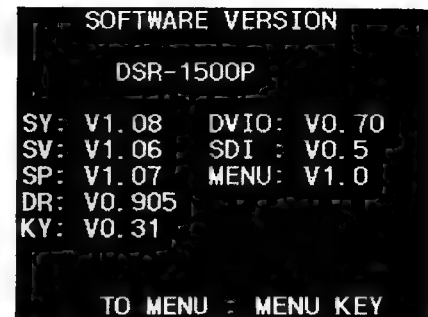 SOFTWARE VERSION
DSR-1500P
SY: V1.08 DVIO: V0.70
SV: V1.06 SDI : V0.5
SP: V1.07 MENU: V1.0
DR: V0.905
KY: V0.31
TO MENU : MENU KEY